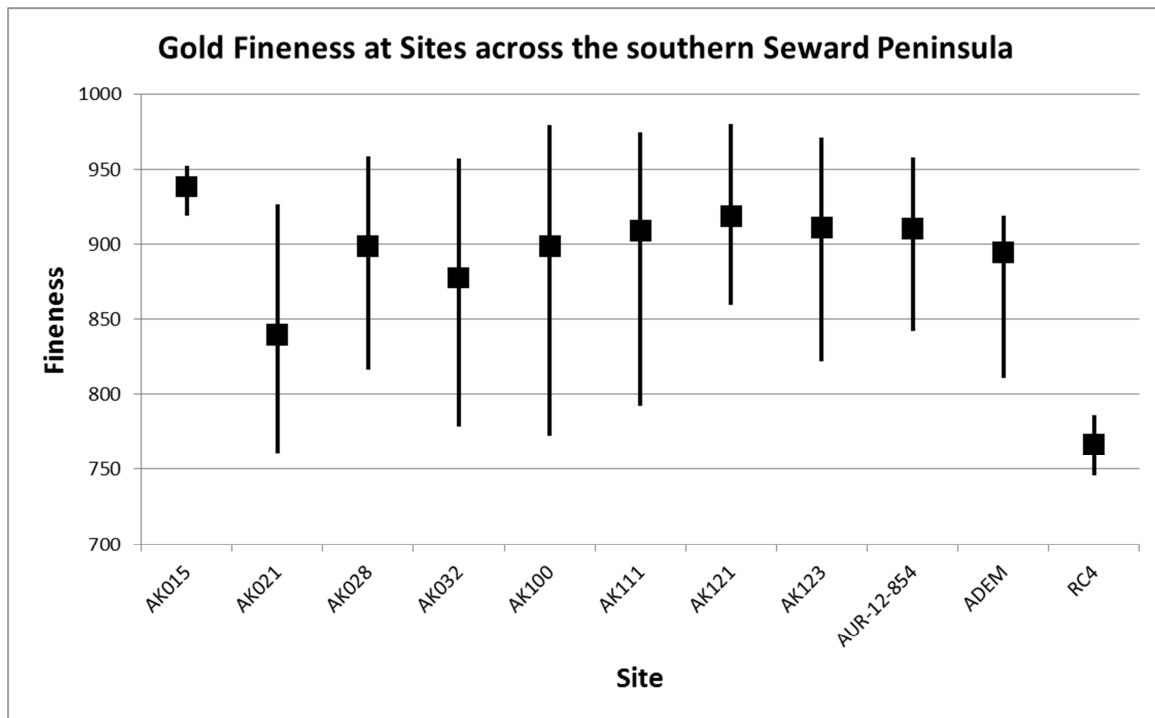 Gold Fineness at Sites across the southern Seward Peninsula
1000
950
900
850
800
750
700
Fineness
AK015
AK021
AK028
AK032
AK100
AK111
AK121
AK123
AUR-12-854
ADEM
RC4
Site